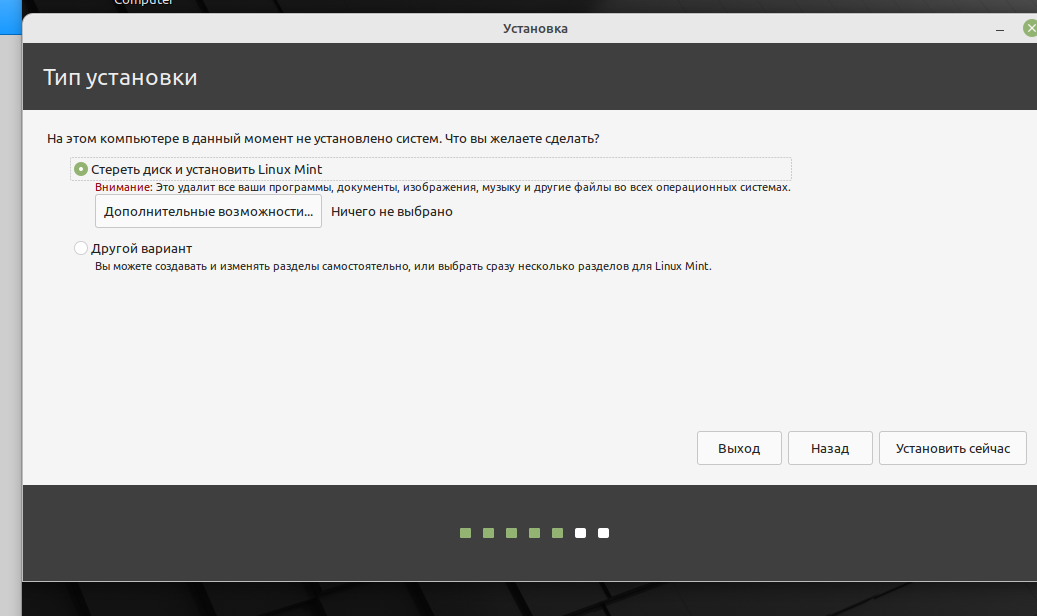 Computer
Установка
Тип установки
На этом компьютере в данный момент не установлено систем. Что вы желаете сделать?
Стереть диск и установить Linux Mint
Внимание: Это удалит все ваши программы, документы, изображения, музыку и другие файлы во всех операционных системах.
Дополнительные возможности... Ничего не выбрано
Другой вариант
Вы можете создавать и изменять разделы самостоятельно, или выбрать сразу несколько разделов для Linux Mint.
Выход Назад Установить сейчас